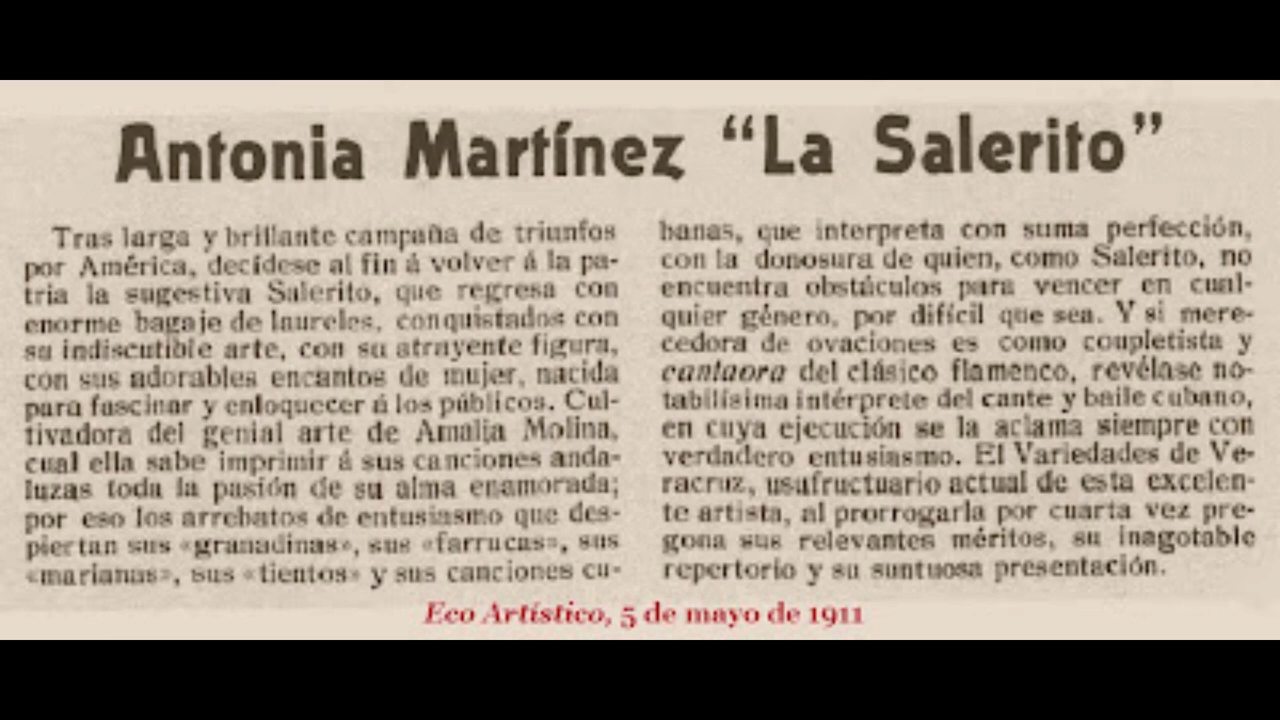 Antonia Martínez “La Salerito”
Tras larga y brillante campaña de triunfos
por América, decídese al fin á volver á la pa-
tria la sugestiva Salerito, que regresa con
enorme bagaje de laureles, conquistados con
su indiscutible arte, con su atrayente figura,
con sus adorables encantos de mujer, nacida
para fascinar y enloquecer á los públicos. Cul-
tivadora del genial arte de Amalia Molina,
cual ella sabe imprimir á sus canciones anda-
luzas toda la pasión de su alma enamorada;
por eso los arrebatos de entusiasmo que des-
piertan sus «granadinas», sus «farrucas», sus
«marianas», sus «tientos» y sus canciones cu-
banas, que interpreta con suma perfección,
con la donosura de quien, como Salerito, no
encuentra obstáculos para vencer en cual-
quier género, por difícil que sea. Y si mere-
cedora de ovaciones es como coupletista y
cantaora del clásico flamenco, revélase no-
tabilísima intérprete del cante y baile cubano,
en cuya ejecución se la aclama siempre con
verdadero entusiasmo. El Variedades de Ve-
racruz, usufructuario actual de esta excelen-
te artista, al prorrogarla por cuarta vez pre-
gona sus relevantes méritos, su inagotable
repertorio y su suntuosa presentación.
Eco Artístico, 5 de mayo de 1911